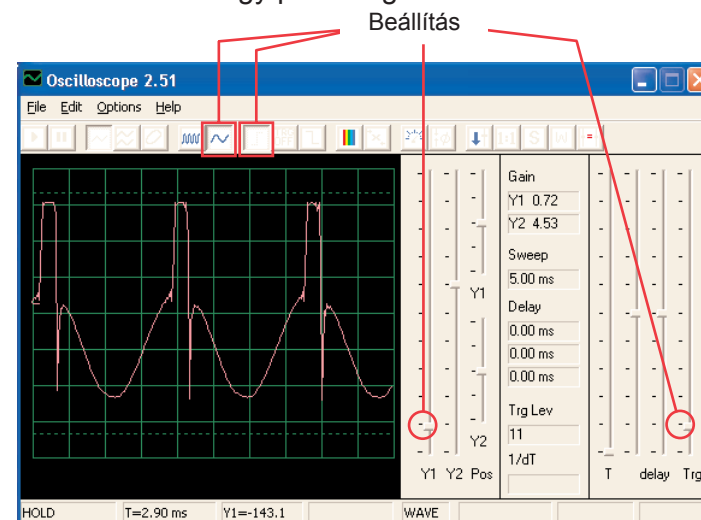 Beállítás
Oscilloscope 2.51
File Edit Options Help
Gain
Y1 0.72
Y2 4.53
Sweep
5.00 ms
Y1
Delay
0.00 ms
0.00 ms
0.00 ms
Trg Lev
11
Y2
1/dT
Y1 Y2 Pos
T delay Trg
HOLD T=2.90 ms Y1=-143.1 WAVE